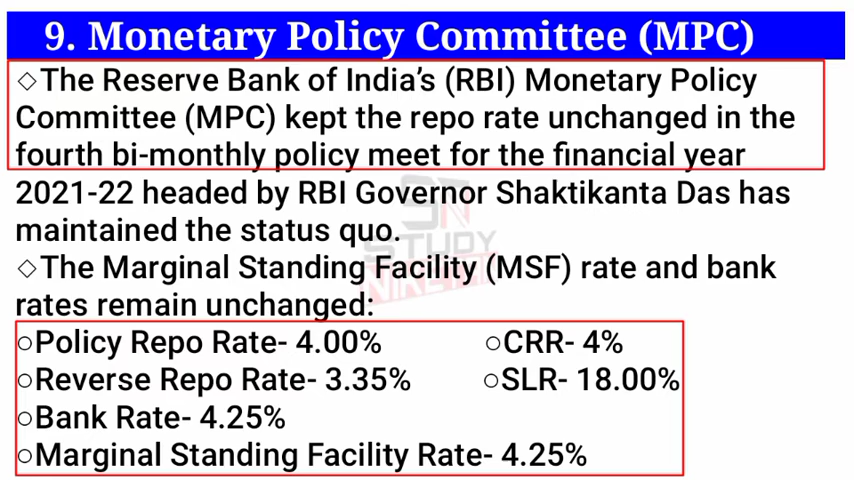 9. Monetary Policy Committee (MPC)
◇The Reserve Bank of India's (RBI) Monetary Policy
Committee (MPC) kept the repo rate unchanged in the
fourth bi-monthly policy meet for the financial year
2021-22 headed by RBI Governor Shaktikanta Das has
maintained the status quo.
◇The Marginal Standing Facility (MSF) rate and bank
rates remain unchanged:
○Policy Repo Rate- 4.00% ○CRR- 4%
○Reverse Repo Rate- 3.35% ○SLR- 18.00%
○Bank Rate- 4.25%
○Marginal Standing Facility Rate- 4.25%
SN
STUDY